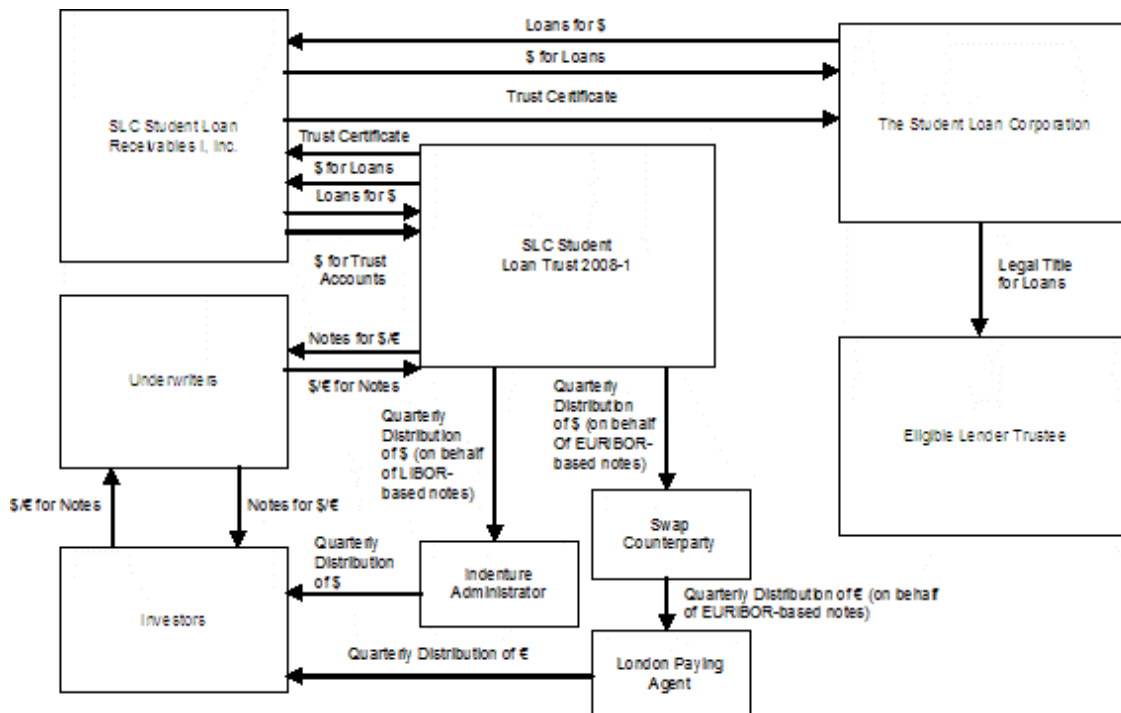 Loans for $
$ for Loans
Trust Certificate
SLC Student Loan
Receivables I, Inc.
The Student Loan Corporation
Trust Certificate
$ for Loans
Loans for $
$ for Trust
Accounts
SLC Student
Loan Trust 2008-1
Legal Title
for Loans
Notes for $/€
$/€ for Notes
Underwriters
Quarterly
Distribution
of $ (on behalf
of LIBOR-
based notes)
Quarterly
Distribution
of $ (on behalf
Of EURIBOR-
based notes)
Eligible Lender Trustee
$/€ for Notes
Notes for $/€
Swap
Counterparty
Quarterly
Distribution
of $
Indenture
Administrator
Quarterly Distribution of € (on behalf
of EURIBOR-based notes)
Investors
Quarterly Distribution of €
London Paying
Agent